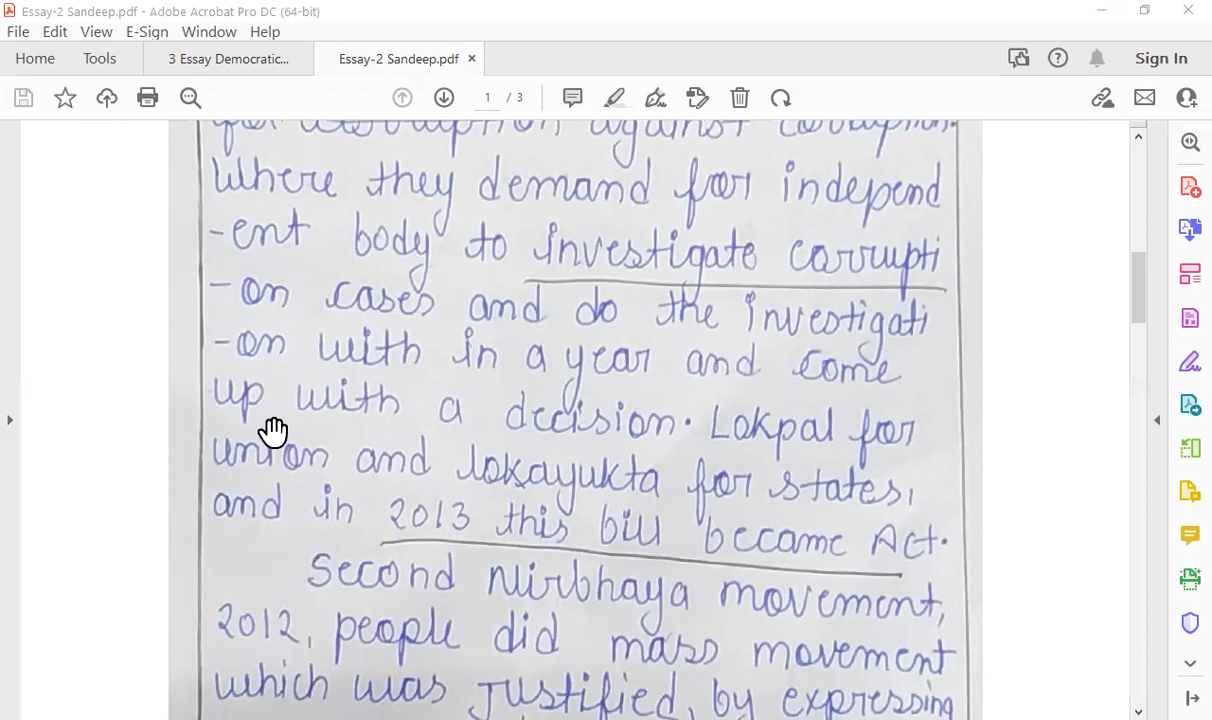 Essay-2 Sandeep.pdf - Adobe Acrobat Pro DC (64-bit)
File Edit View E-Sign Window Help
Home Tools 3 Essay Democratic... Essay-2 Sandeep.pdf × Sign In
1 / 3
against
Where they demand for independ
-ent body to investigate corrupti
-on cases and do the investigati
-on with in a year and come
up with a decision. Lokpal for
union and lokayukta for states,
and in 2013 this bill became Act.
Second Nirbhaya movement,
2012, people did mass movement
which was justified, by expressing